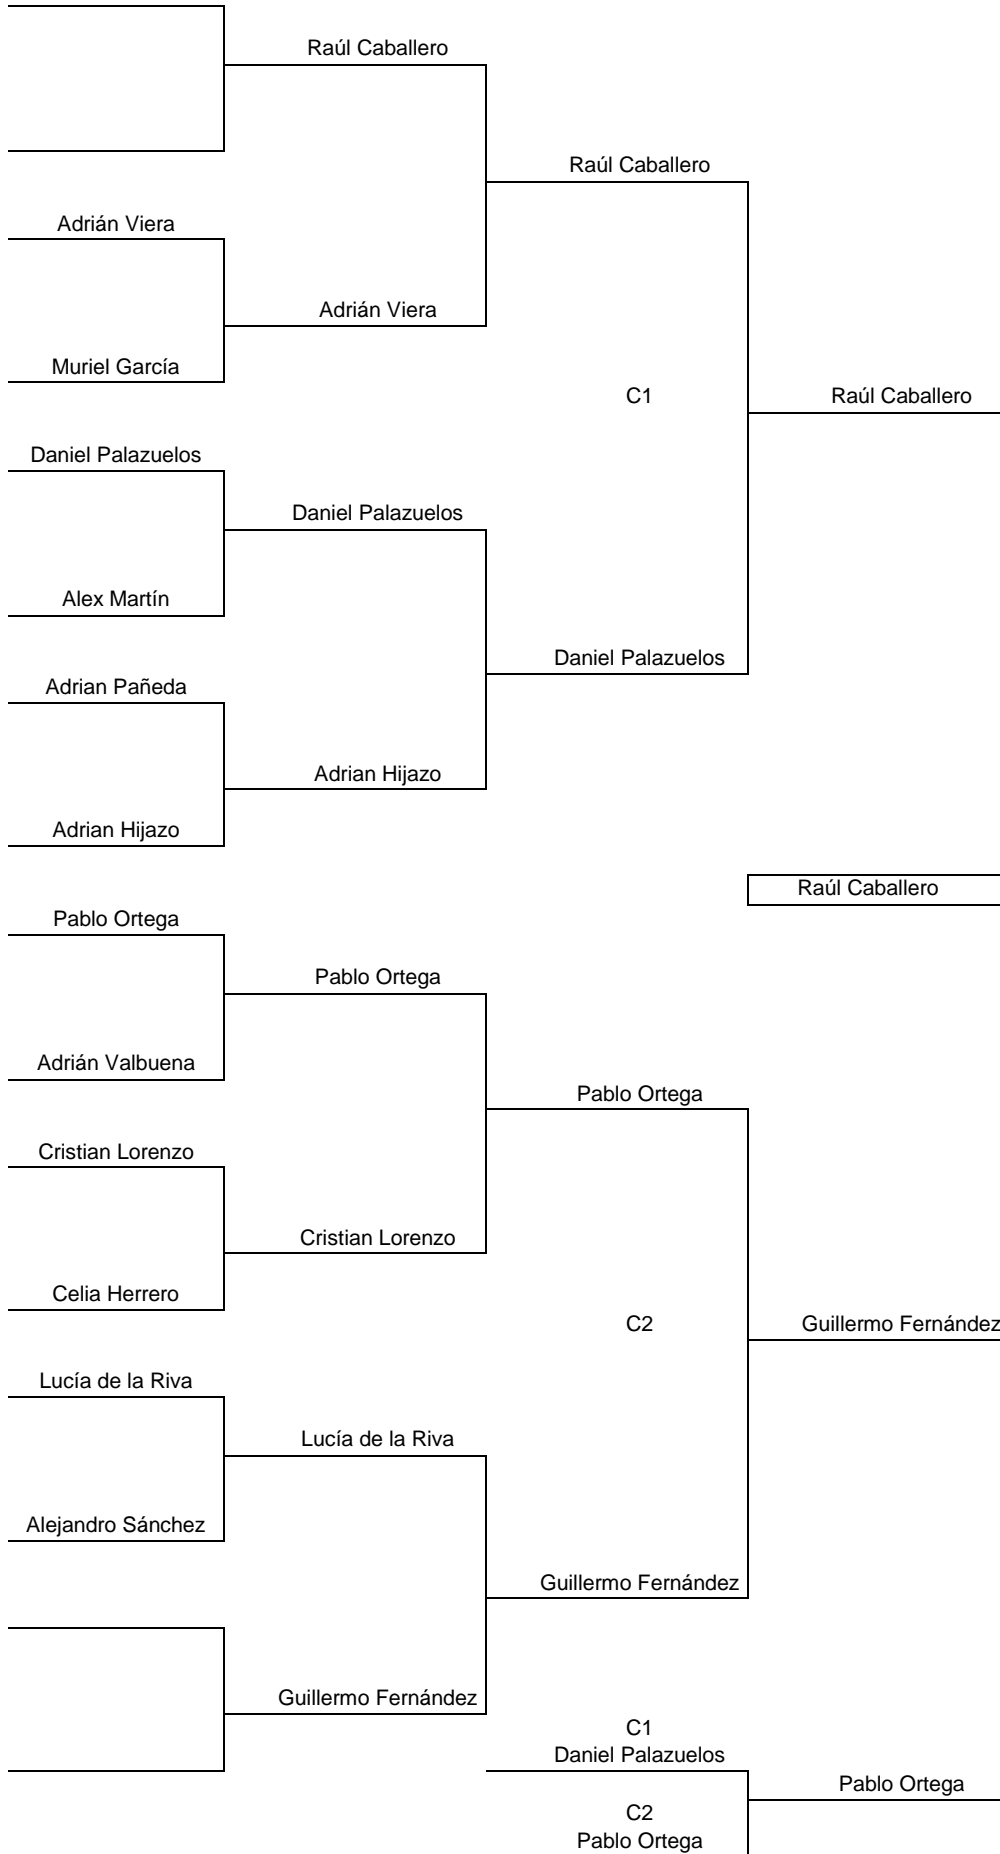 Raúl Caballero
Raúl Caballero
Adrián Viera
Adrián Viera
Muriel García
C1
Raúl Caballero
Daniel Palazuelos
Daniel Palazuelos
Alex Martín
Daniel Palazuelos
Adrian Pañeda
Adrian Hijazo
Adrian Hijazo
Raúl Caballero
Pablo Ortega
Pablo Ortega
Adrián Valbuena
Pablo Ortega
Cristian Lorenzo
Cristian Lorenzo
Celia Herrero
C2
Guillermo Fernández
Lucía de la Riva
Lucía de la Riva
Alejandro Sánchez
Guillermo Fernández
Guillermo Fernández
C1
Daniel Palazuelos
Pablo Ortega
C2
Pablo Ortega